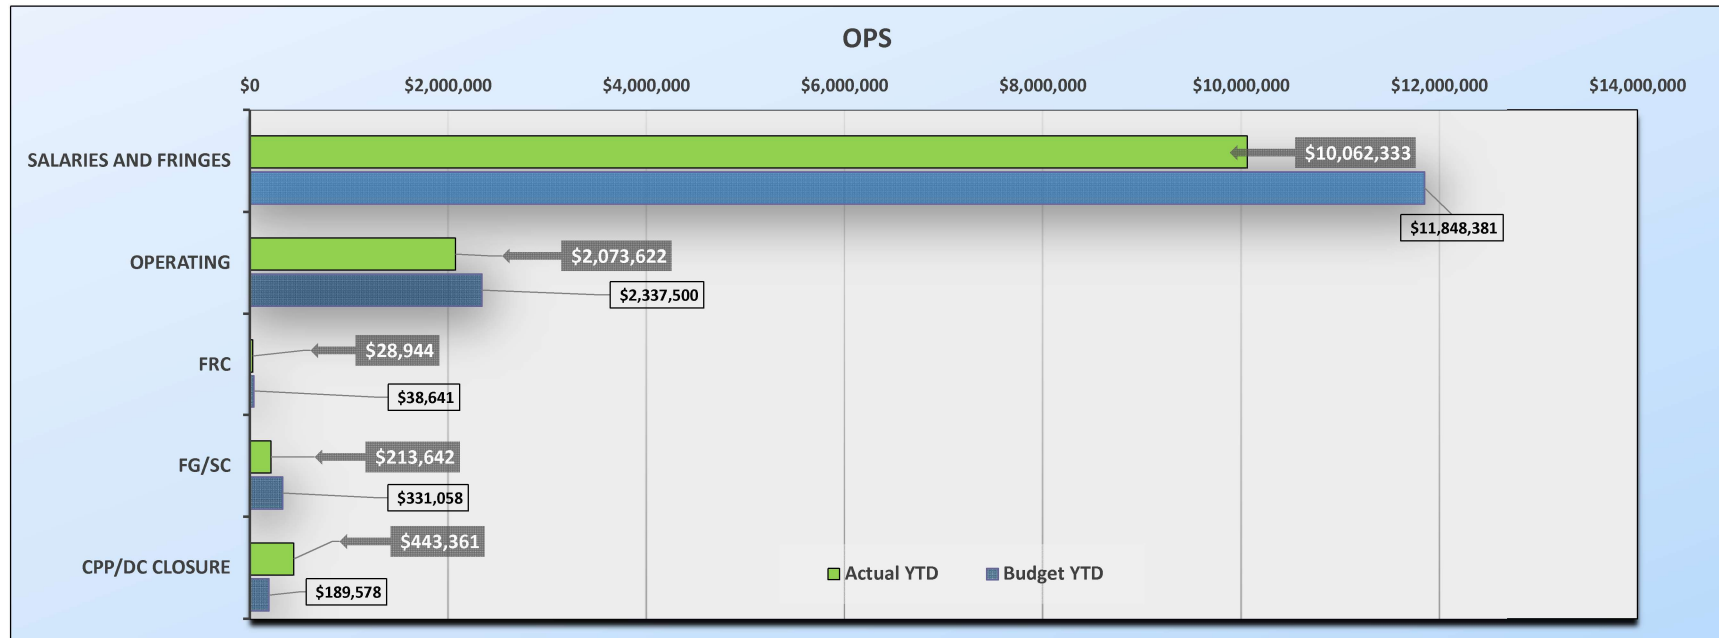 OPS
$0 $2,000,000 $4,000,000 $6,000,000 $8,000,000 $10,000,000 $12,000,000 $14,000,000
SALARIES AND FRINGES
$10,062,333
$11,848,381
OPERATING
$2,073,622
$2,337,500
FRC
$28,944
$38,641
FG/SC
$213,642
$331,058
CPP/DC CLOSURE
$443,361
$189,578
Actual YTD Budget YTD